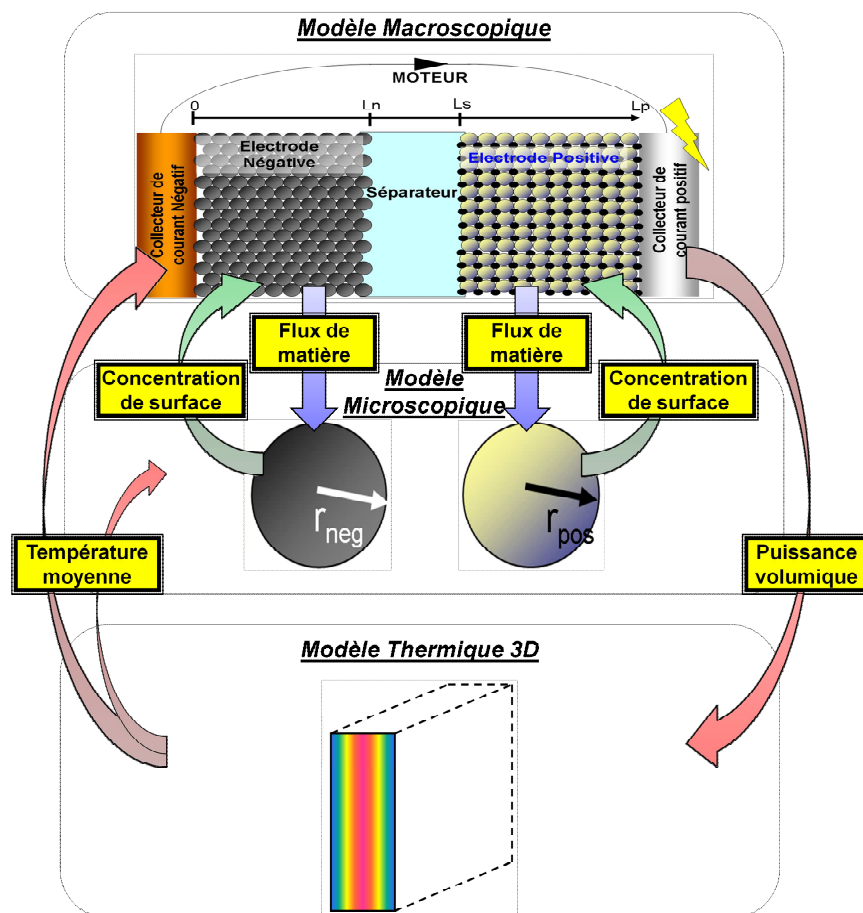 Modèle Macroscopique
MOTEUR
0
Ln
Ls
Lp
Collecteur de
courant Négatif
Electrode
Négative
Séparateur
Electrode Positive
Collecteur de
courant positif
Flux de
matière
Flux de
matière
Concentration
de surface
Modèle
Microscopique
Concentration
de surface
rneg
rpos
Température
moyenne
Puissance
volumique
Modèle Thermique 3D